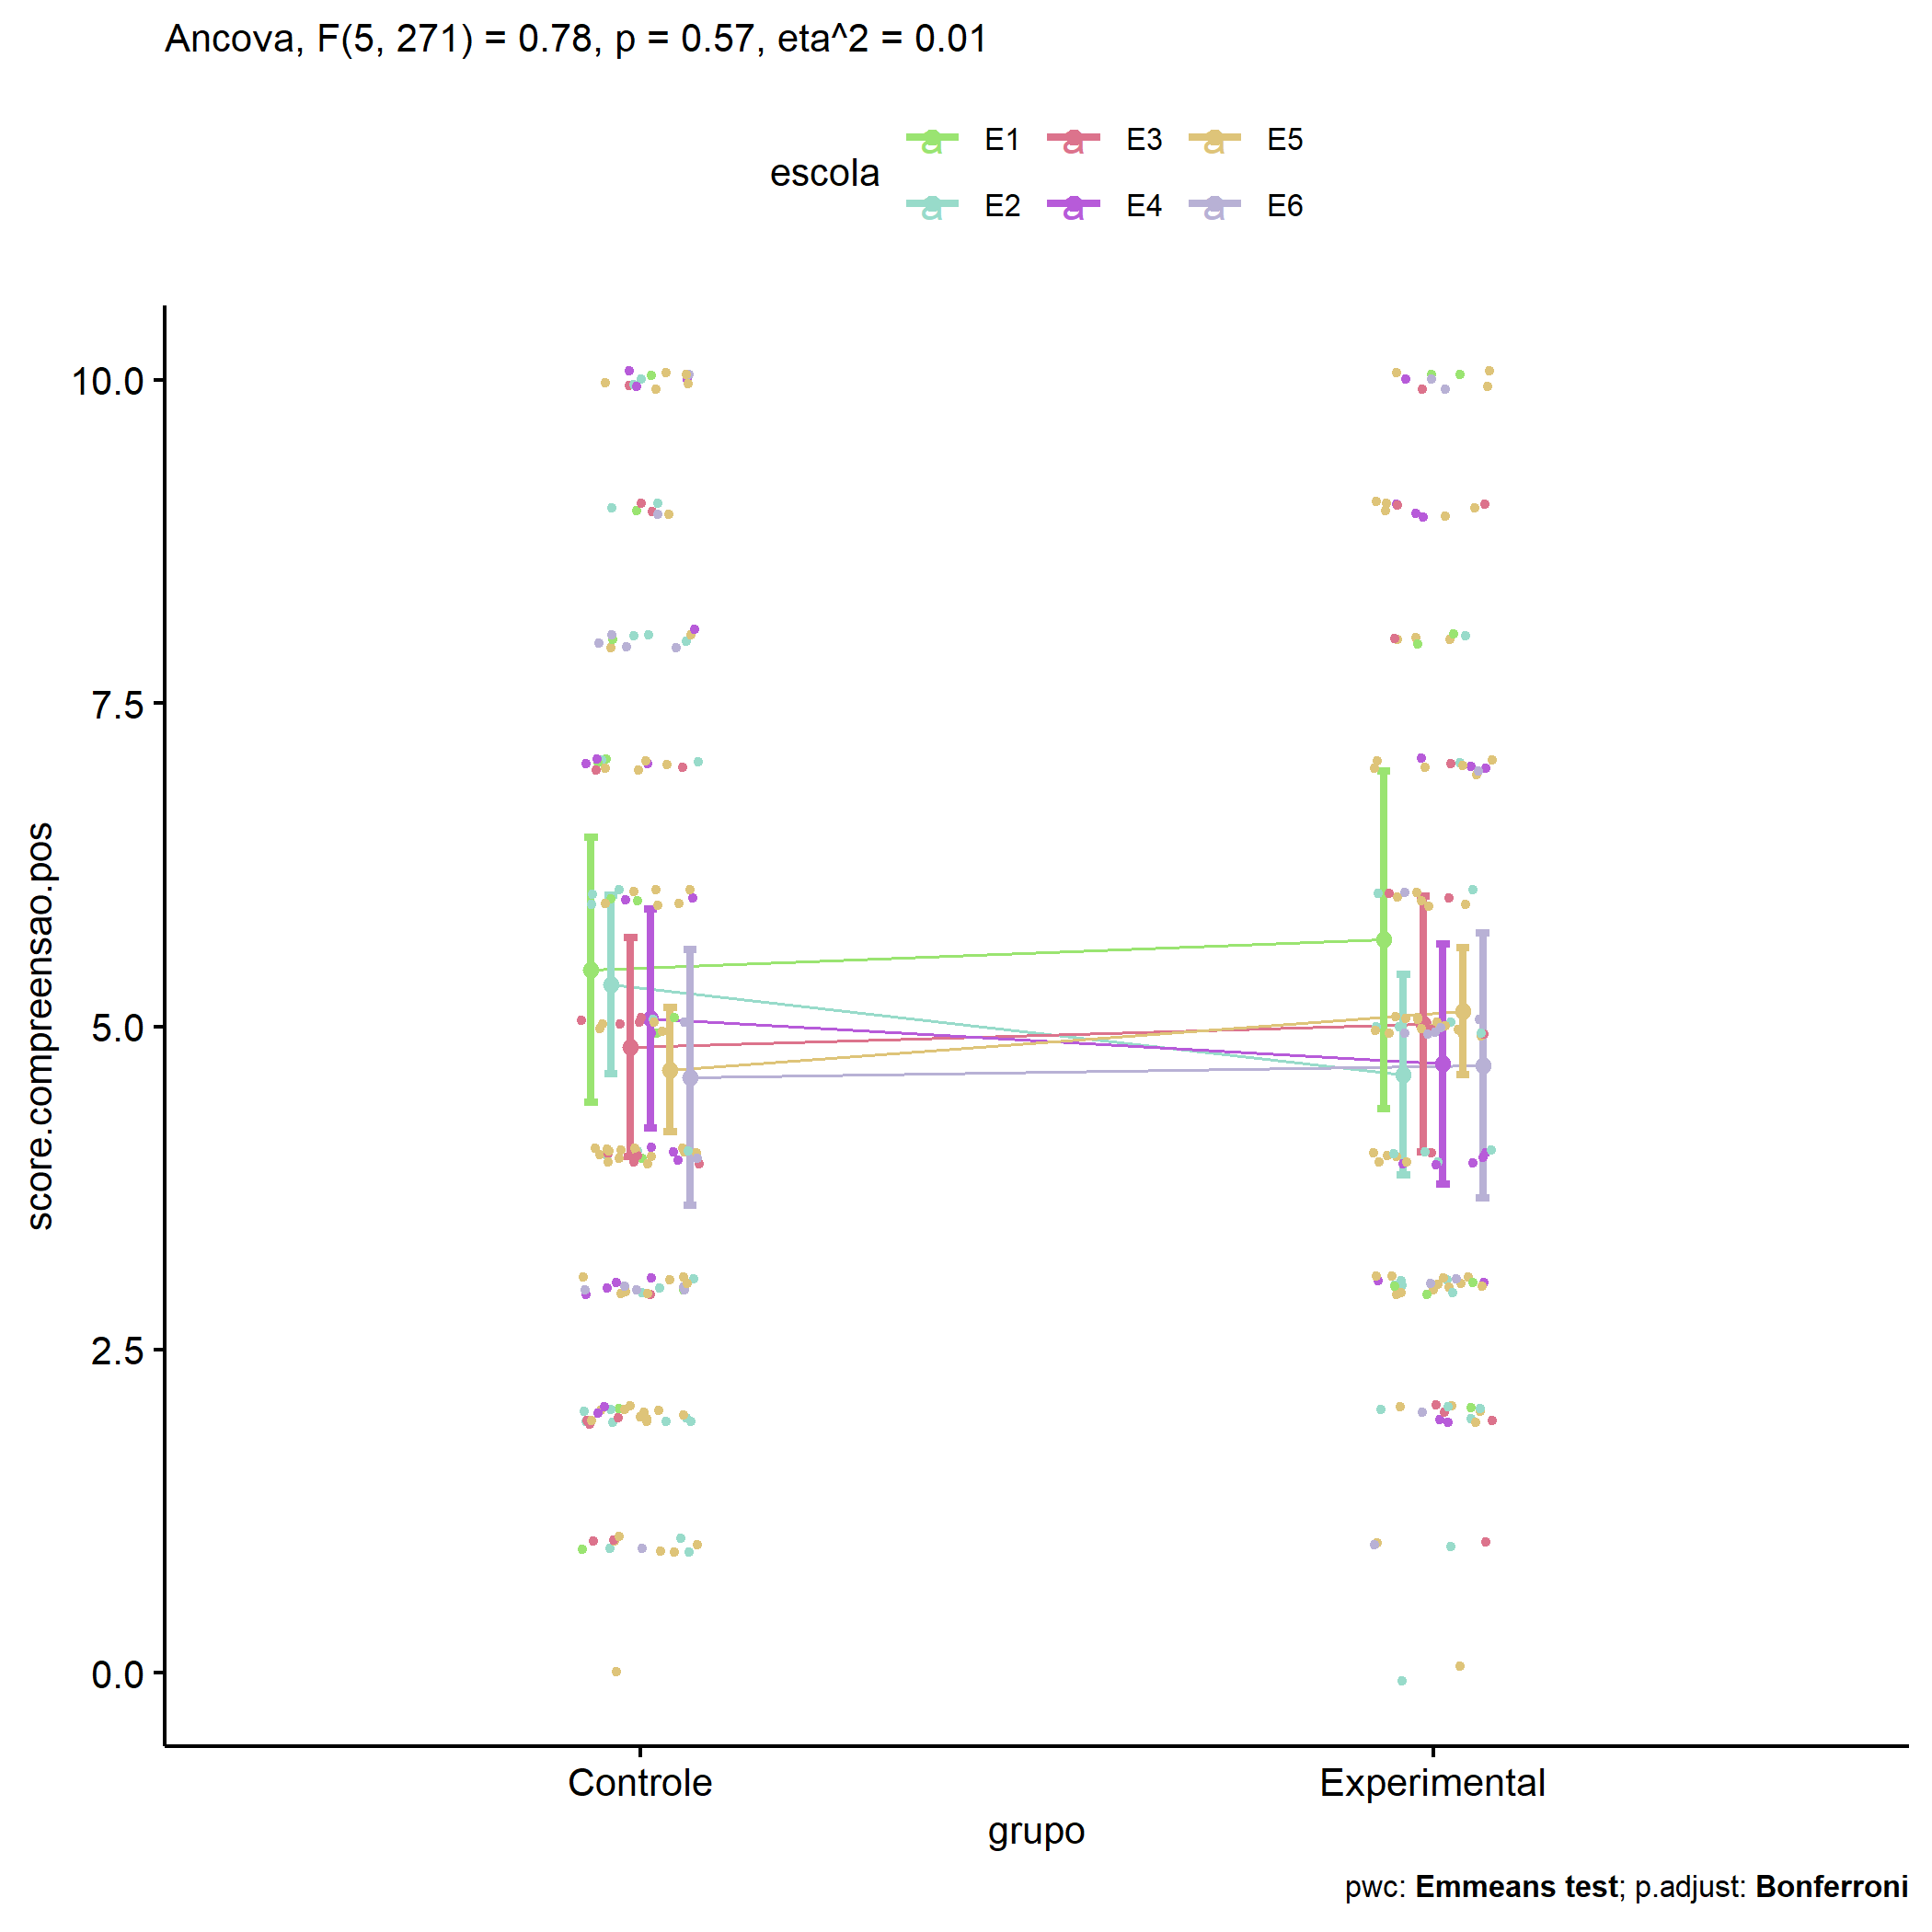 Ancova, F(5, 271) = 0.78, p = 0.57, eta^2 = 0.01
escola
a E1 a E3 a E5
a E2 a E4 a E6
score.compreensao.pos
10.0
7.5
5.0
2.5
0.0
Controle Experimental
grupo
pwc: Emmeans test; p.adjust: Bonferroni